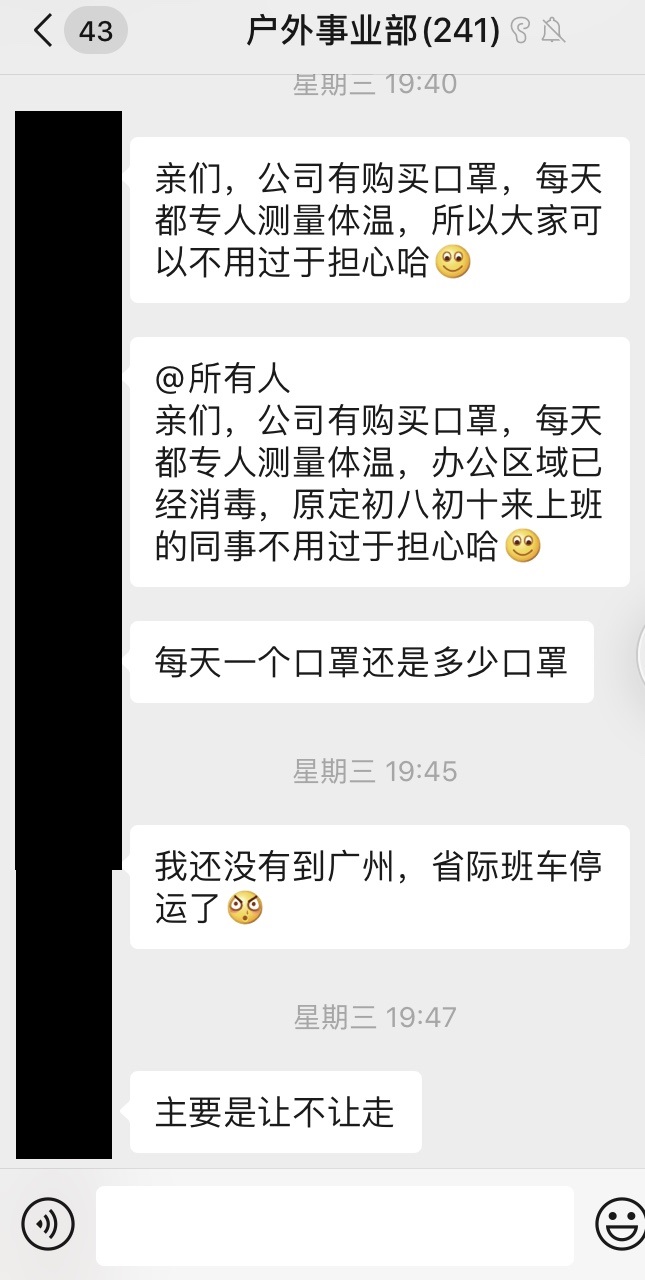 43
户外事业部(241)
星期三 19:40
亲们，公司有购买口罩，每天
都专人测量体温，所以大家可
以不用过于担心哈
@所有人
亲们，公司有购买口罩，每天
都专人测量体温，办公区域已
经消毒，原定初八初十来上班
的同事不用过于担心哈
每天一个口罩还是多少口罩
星期三 19:45
我还没有到广州，省际班车停
运了
星期三 19:47
主要是让不让走